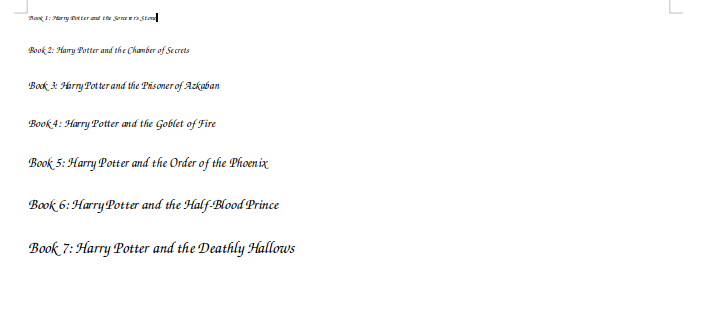 Book 1: Harry Potter and the Sorcerer's Stone
Book 2: Harry Potter and the Chamber of Secrets
Book 3: Harry Potter and the Prisoner of Azkaban
Book 4: Harry Potter and the Goblet of Fire
Book 5: Harry Potter and the Order of the Phoenix
Book 6: Harry Potter and the Half-Blood Prince
Book 7: Harry Potter and the Deathly Hallows